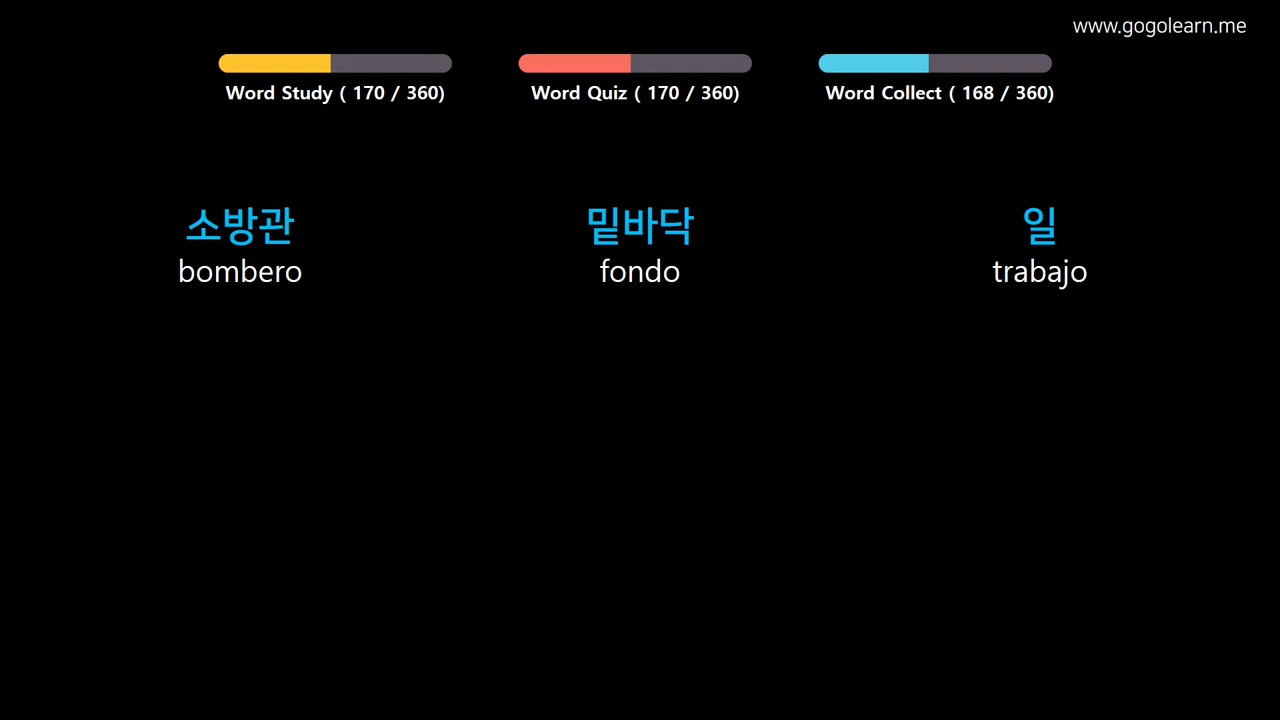 www.gogolearn.me
Word Study ( 170 / 360)
Word Quiz ( 170 / 360)
Word Collect ( 168 / 360)
소방관
bombero
밑바닥
fondo
일
trabajo